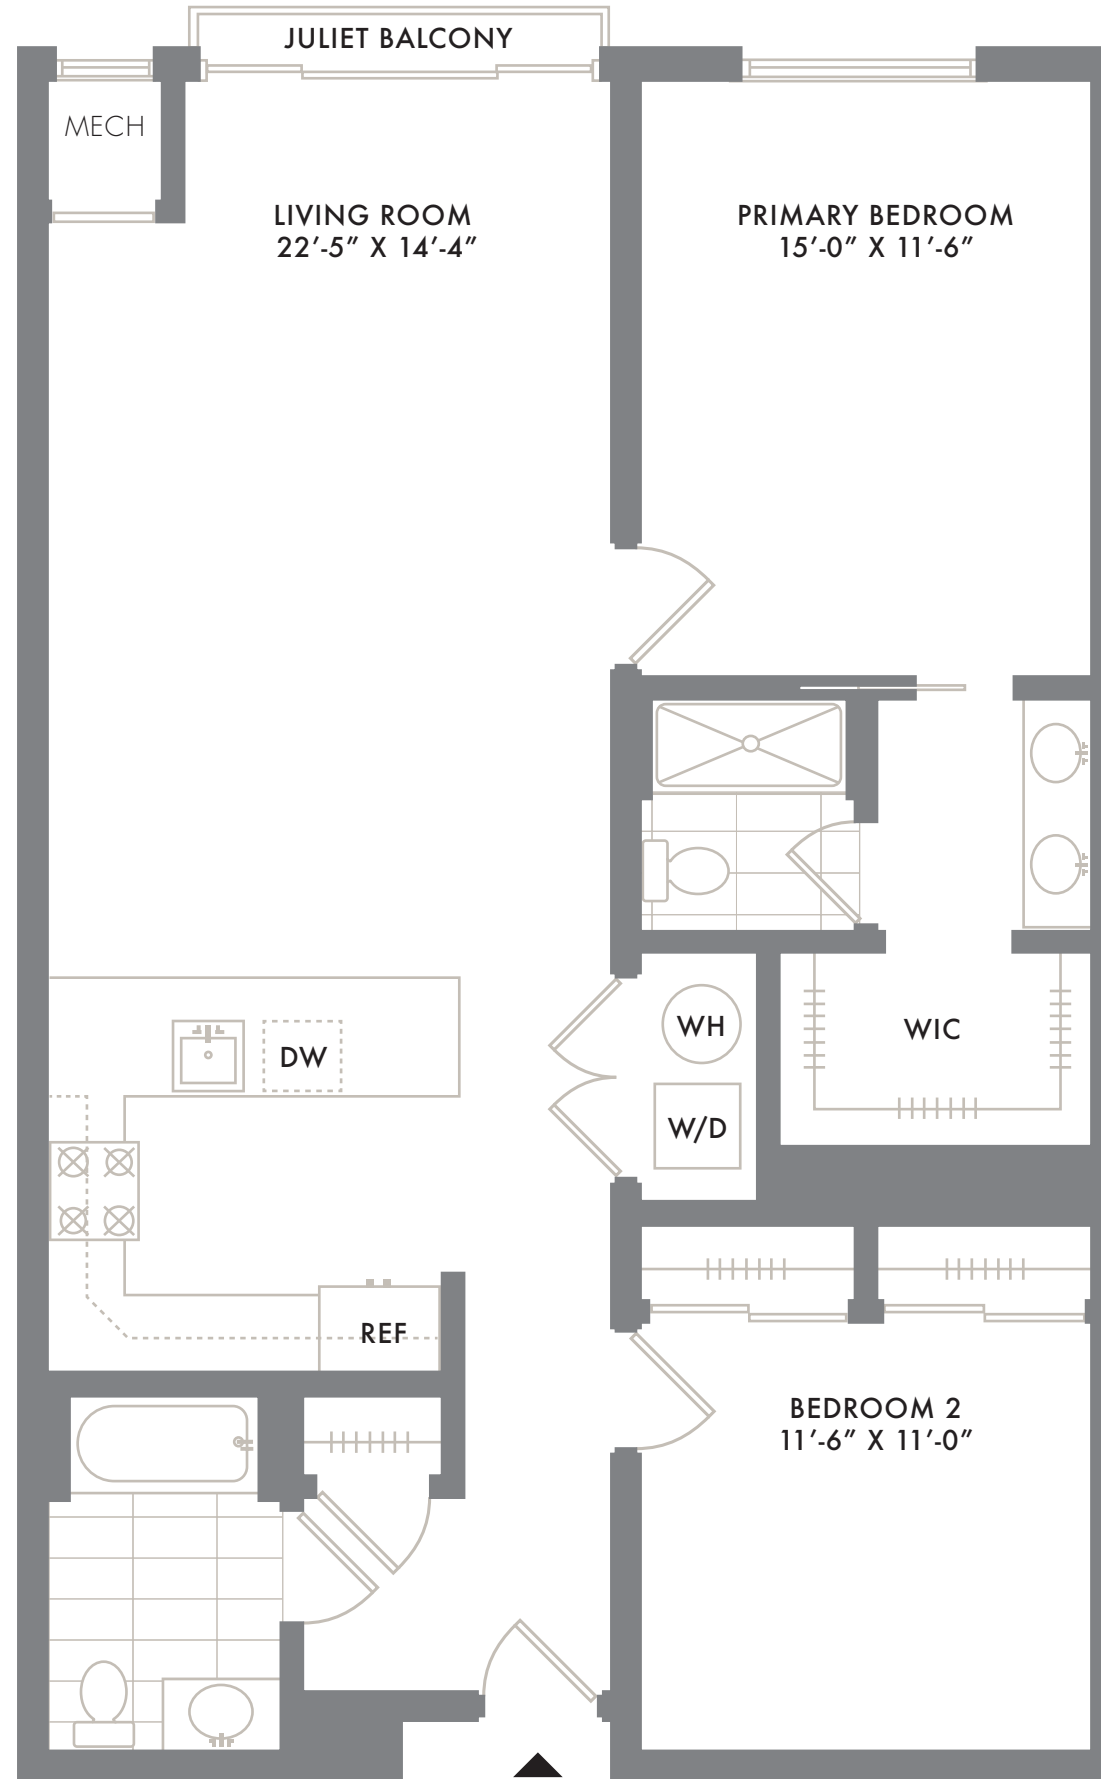 JULIET BALCONY
MECH
LIVING ROOM
22′-5″ X 14′-4″
PRIMARY BEDROOM
15′-0″ X 11′-6″
WH
WIC
DW
W/D
REF
BEDROOM 2
11′-6″ X 11′-0″